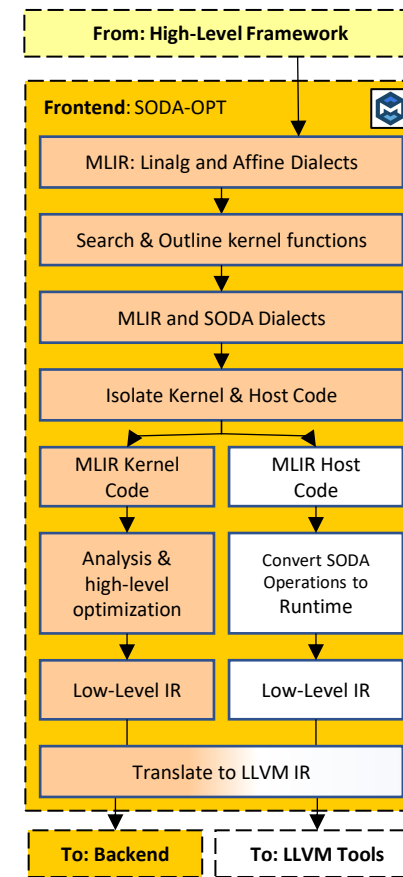 From: High-Level Framework
Frontend: SODA-OPT
MLIR: Linalg and Affine Dialects
Search & Outline kernel functions
MLIR and SODA Dialects
Isolate Kernel & Host Code
MLIR Kernel
Code
MLIR Host
Code
Analysis &
high-level
optimization
Convert SODA
Operations to
Runtime
Low-Level IR
Low-Level IR
Translate to LLVM IR
To: Backend
To: LLVM Tools